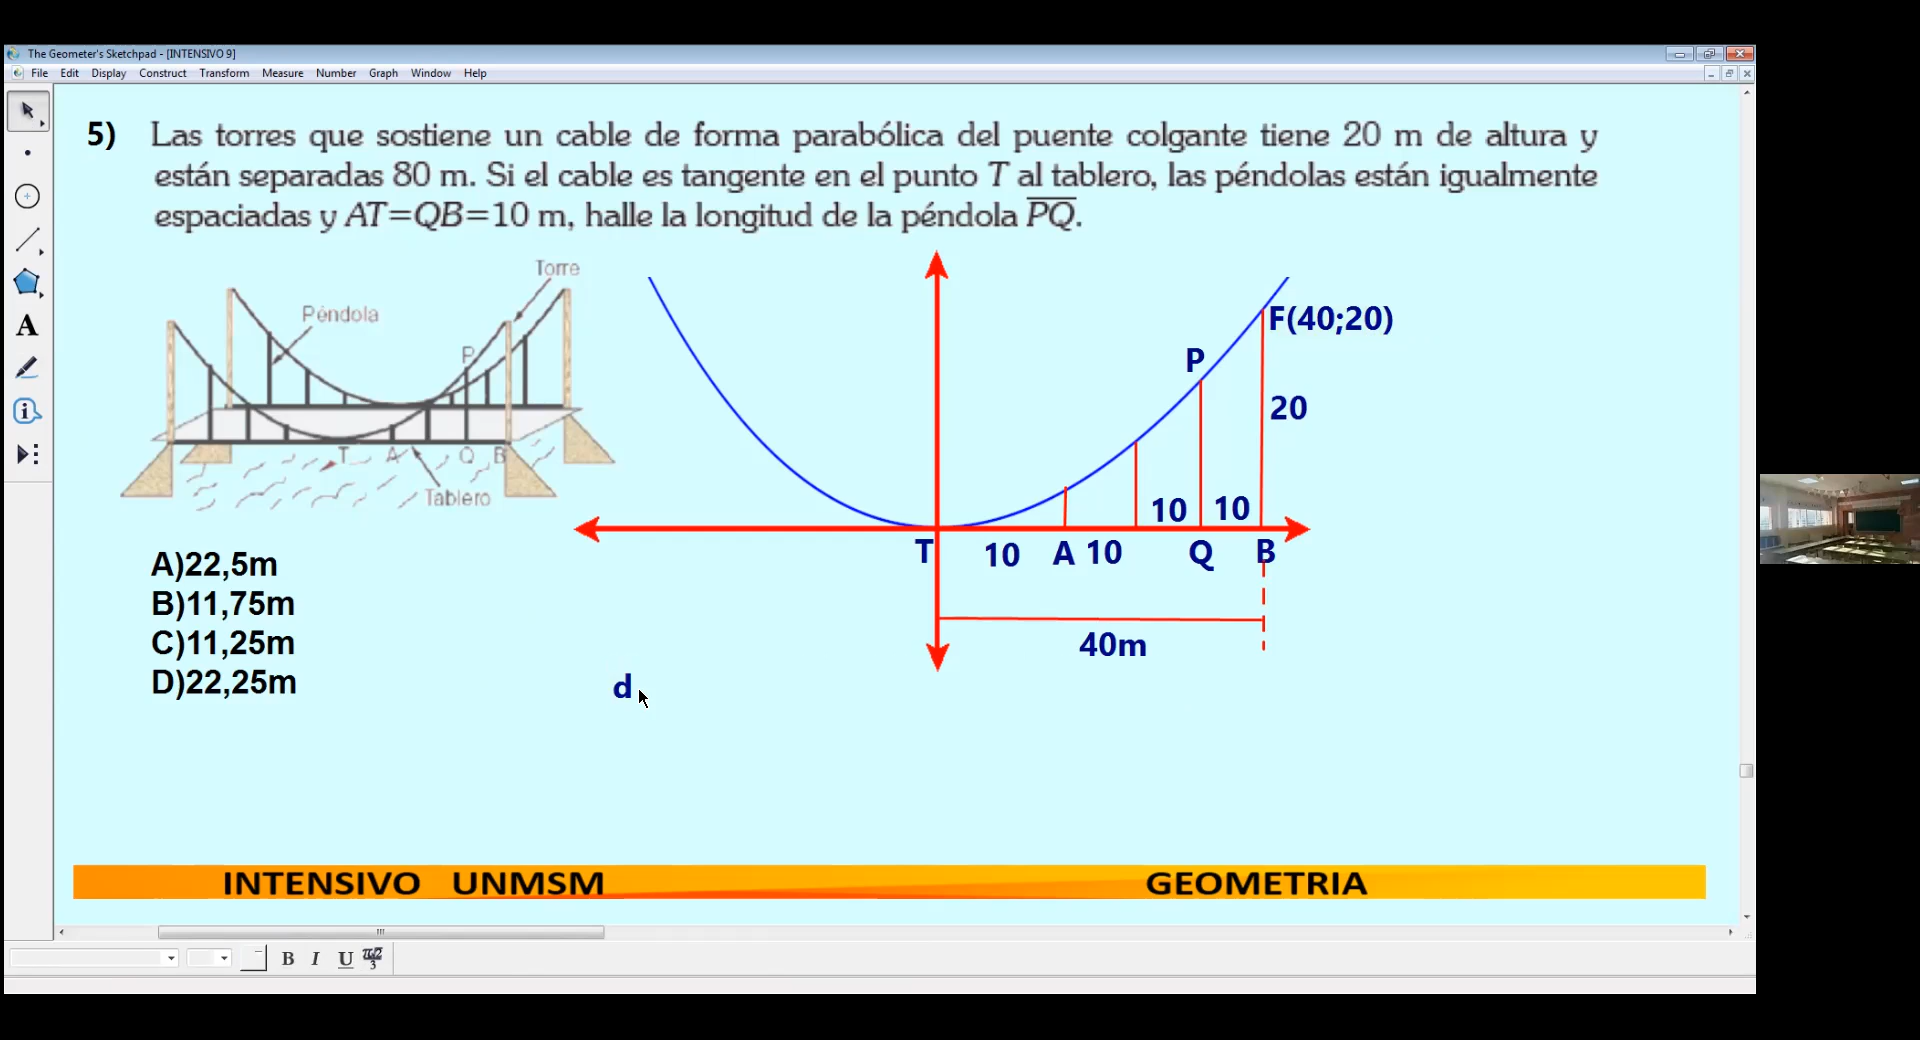 The Geometer's Sketchpad - [INTENSIVO 9]
File Edit Display Construct Transform Measure Number Graph Window Help
5) Las torres que sostiene un cable de forma parabólica del puente colgante tiene 20 m de altura y
están separadas 80 m. Si el cable es tangente en el punto T al tablero, las péndolas están igualmente
espaciadas y AT=QB=10 m, halle la longitud de la péndola PQ.
Torre
Péndola
P
T A Q B
Tablero
F(40;20)
P
20
10 10
T 10 A 10 Q B
40m
A)22,5m
B)11,75m
C)11,25m
D)22,25m
d
INTENSIVO UNMSM GEOMETRIA
A
B I U π√2/3